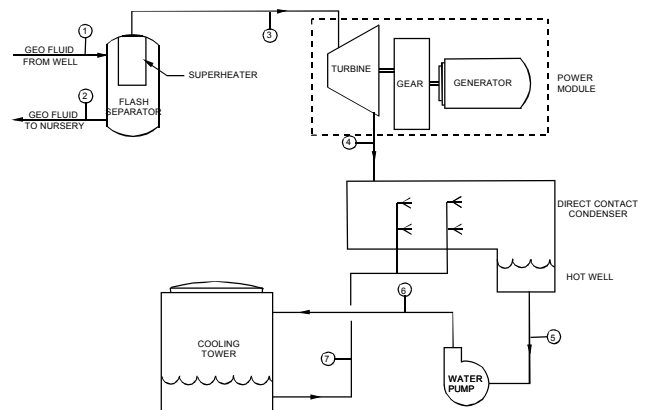 1
GEO FLUID
FROM WELL
SUPERHEATER
FLASH
SEPARATOR
2
GEO FLUID
TO NURSERY
3
TURBINE
GEAR
GENERATOR
POWER
MODULE
4
DIRECT CONTACT
CONDENSER
HOT WELL
5
6
COOLING
TOWER
7
WATER
PUMP